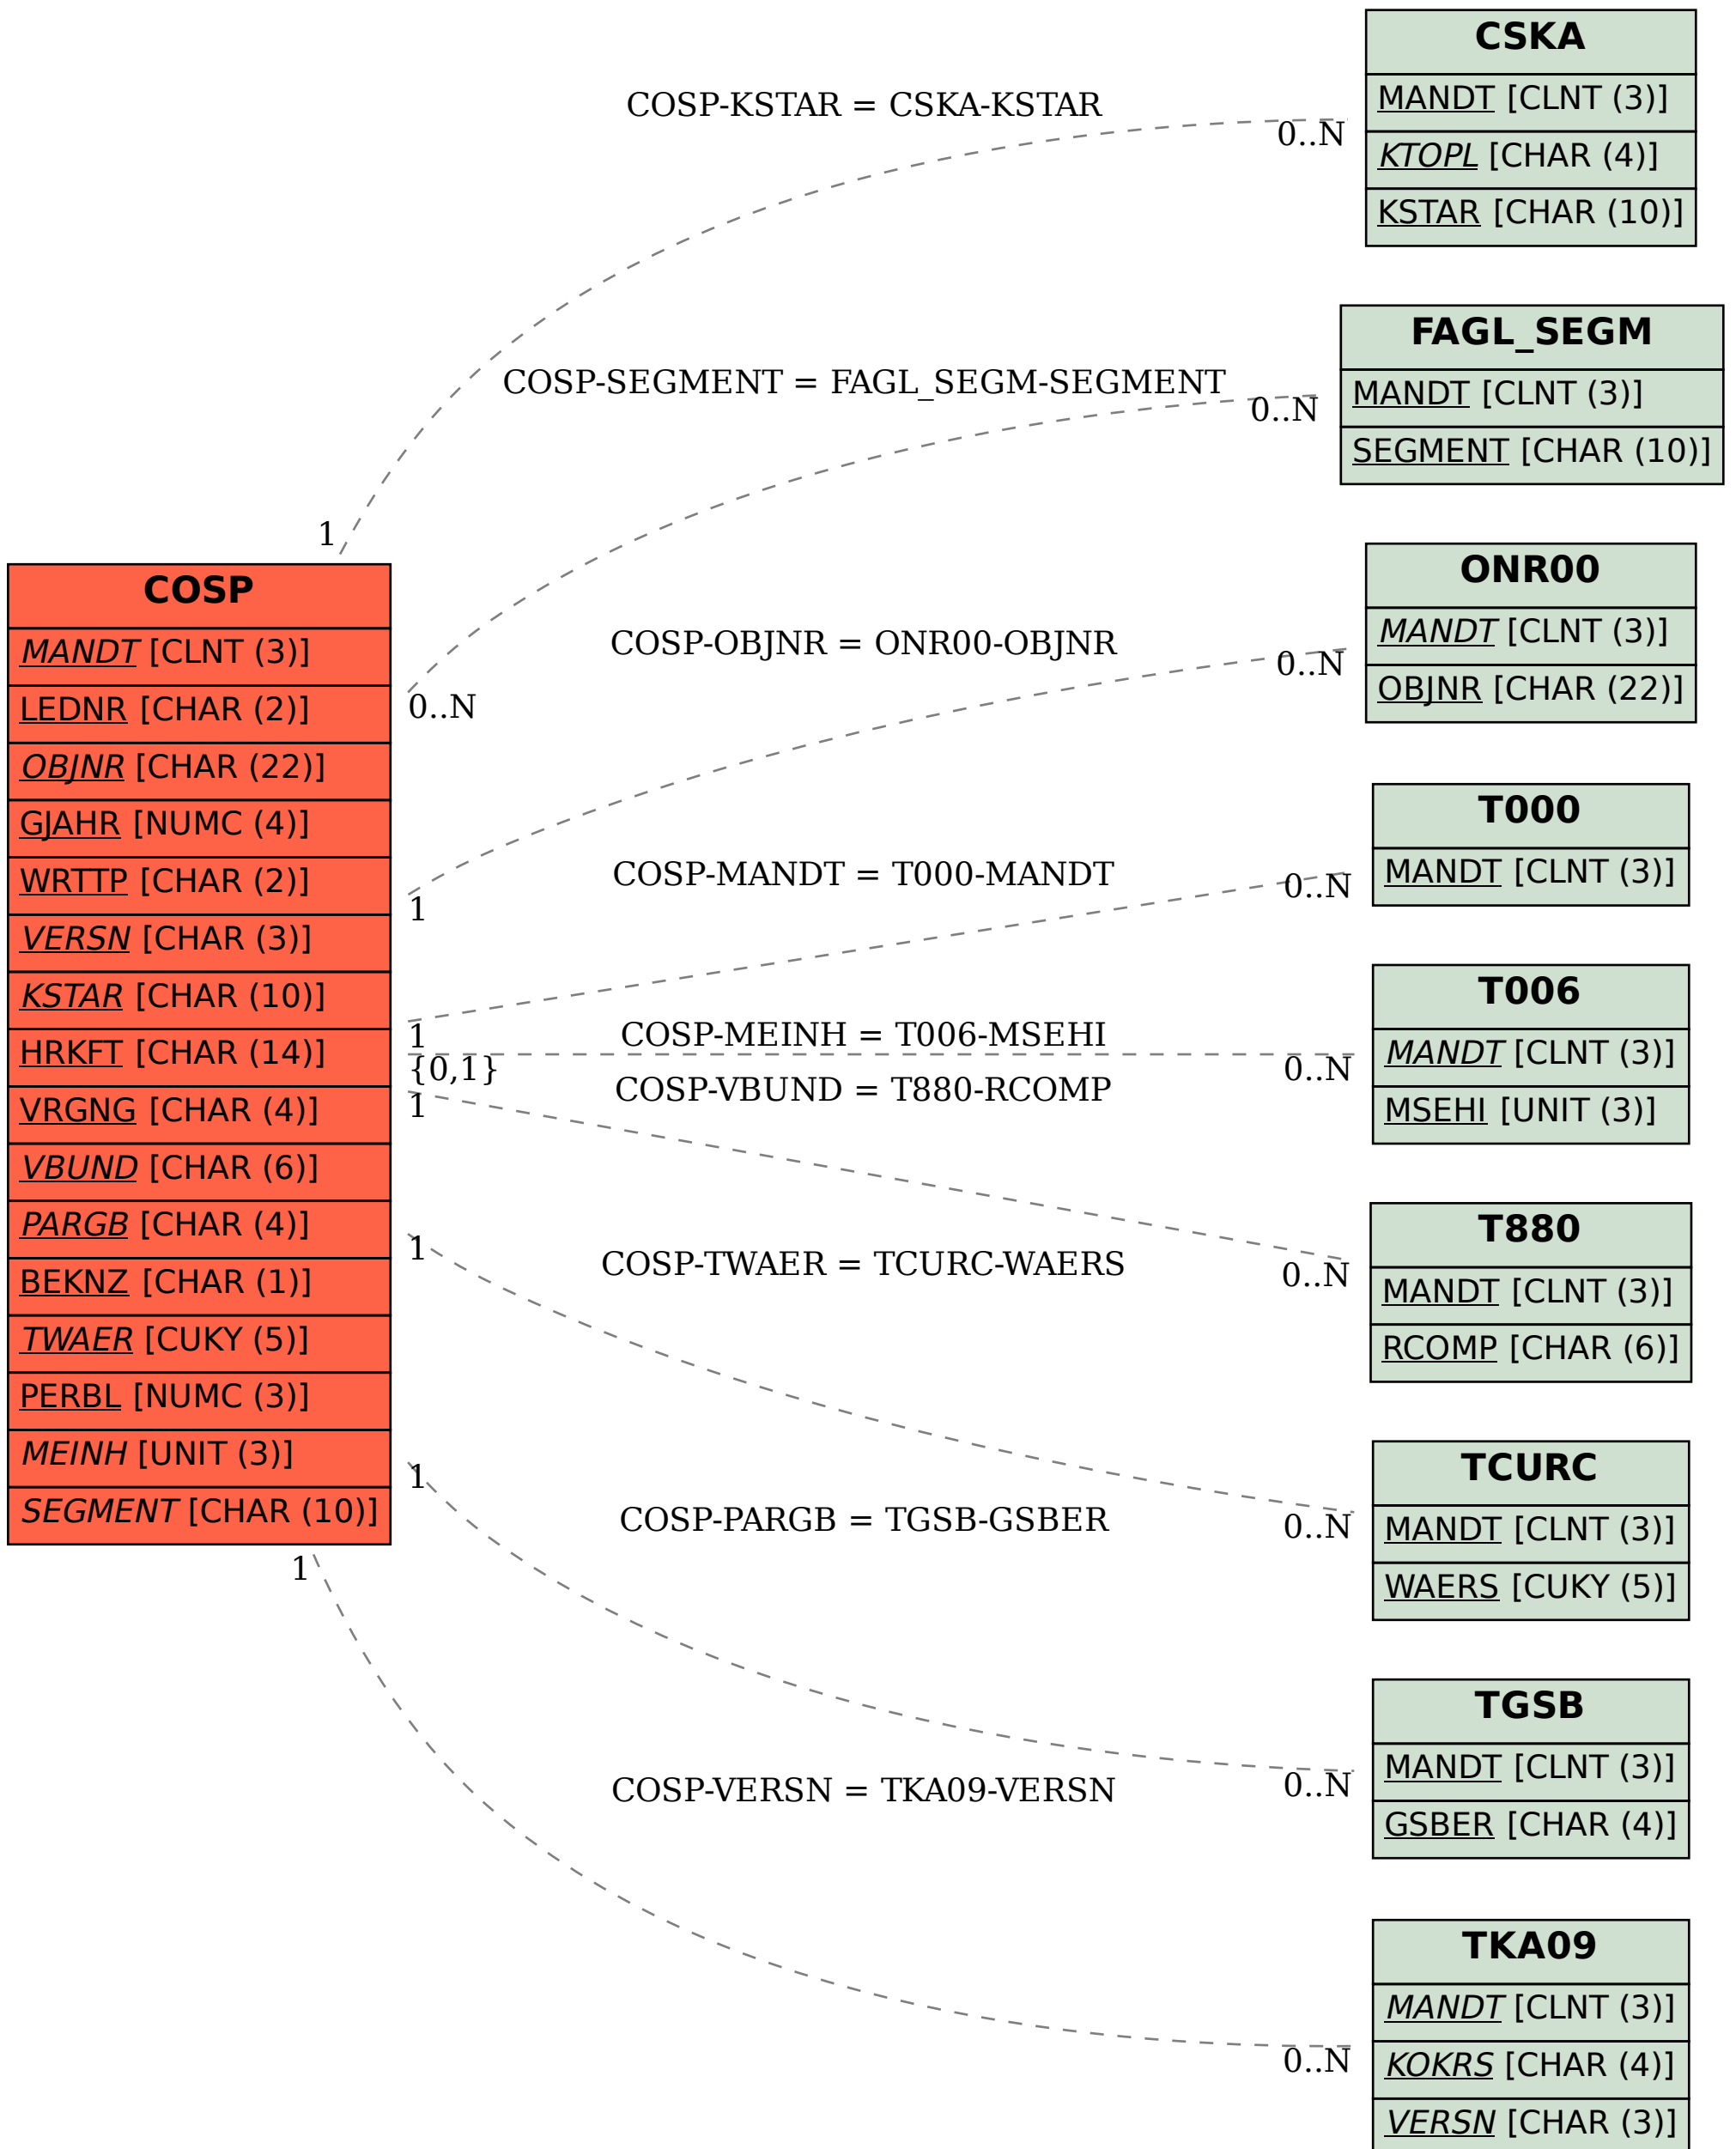 COSP
MANDT [CLNT (3)]
LEDNR [CHAR (2)]
OBJNR [CHAR (22)]
GJAHR [NUMC (4)]
WRTTP [CHAR (2)]
VERSN [CHAR (3)]
KSTAR [CHAR (10)]
HRKFT [CHAR (14)]
VRGNG [CHAR (4)]
VBUND [CHAR (6)]
PARGB [CHAR (4)]
BEKNZ [CHAR (1)]
TWAER [CUKY (5)]
PERBL [NUMC (3)]
MEINH [UNIT (3)]
SEGMENT [CHAR (10)]
COSP-KSTAR = CSKA-KSTAR
0..N
1
COSP-SEGMENT = FAGL_SEGM-SEGMENT
0..N
0..N
COSP-OBJNR = ONR00-OBJNR
0..N
1
COSP-MANDT = T000-MANDT
0..N
1
COSP-MEINH = T006-MSEHI
0..N
{0,1}
COSP-VBUND = T880-RCOMP
0..N
1
COSP-TWAER = TCURC-WAERS
0..N
1
COSP-PARGB = TGSB-GSBER
0..N
1
COSP-VERSN = TKA09-VERSN
0..N
1
CSKA
MANDT [CLNT (3)]
KTOPL [CHAR (4)]
KSTAR [CHAR (10)]
FAGL_SEGM
MANDT [CLNT (3)]
SEGMENT [CHAR (10)]
ONR00
MANDT [CLNT (3)]
OBJNR [CHAR (22)]
T000
MANDT [CLNT (3)]
T006
MANDT [CLNT (3)]
MSEHI [UNIT (3)]
T880
MANDT [CLNT (3)]
RCOMP [CHAR (6)]
TCURC
MANDT [CLNT (3)]
WAERS [CUKY (5)]
TGSB
MANDT [CLNT (3)]
GSBER [CHAR (4)]
TKA09
MANDT [CLNT (3)]
KOKRS [CHAR (4)]
VERSN [CHAR (3)]